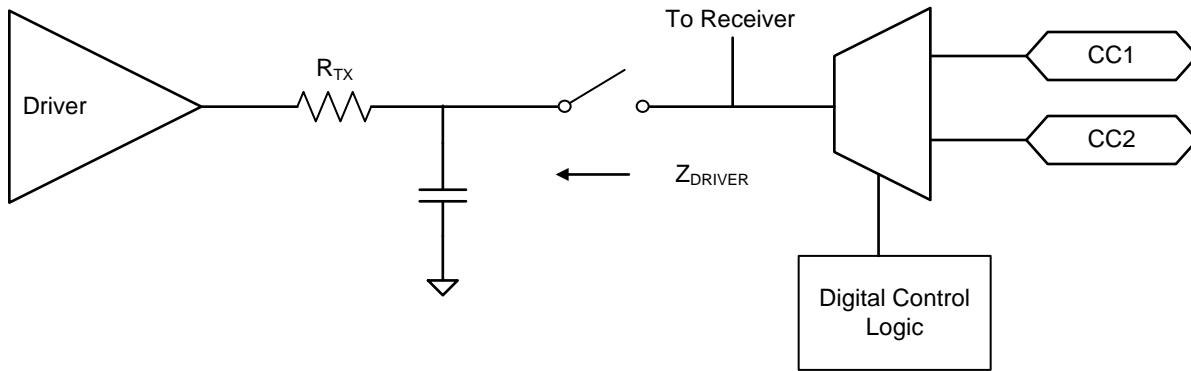 To Receiver
CC1
R_TX
Driver
CC2
Z_DRIVER
Digital Control
Logic